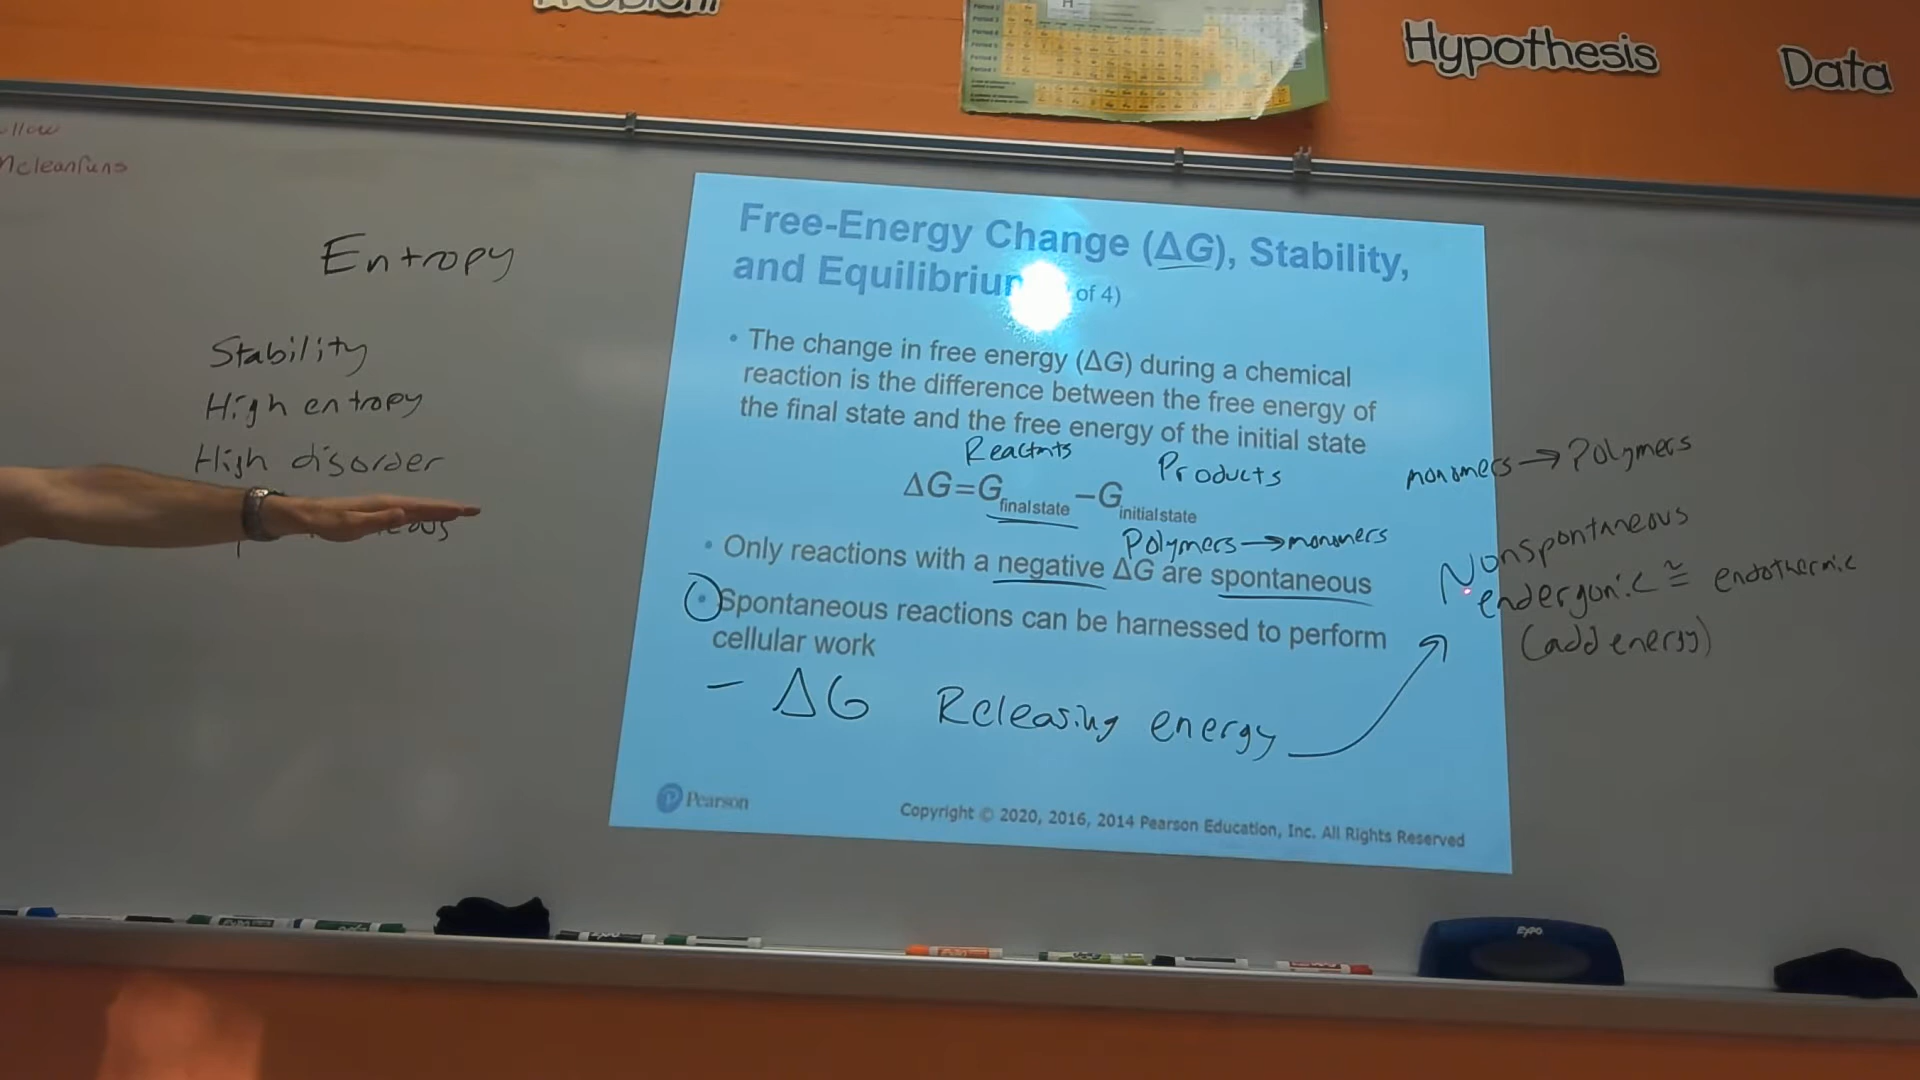 Problem
Hypothesis
Data
Mcleanfuns
Entropy
Stability
High entropy
High disorder
Free-Energy Change (ΔG), Stability,
and Equilibrium of 4)
• The change in free energy (ΔG) during a chemical
reaction is the difference between the free energy of
the final state and the free energy of the initial state
Reactnts
Products
ΔG=G final state −G initial state
Polymers → monomers
• Only reactions with a negative ΔG are spontaneous
• Spontaneous reactions can be harnessed to perform
cellular work
− ΔG Releasing energy
Pearson
Copyright © 2020, 2016, 2014 Pearson Education, Inc. All Rights Reserved
monomers → Polymers
Nonspontaneous
endergonic ≅ endothermic
(add energy)
EXPO